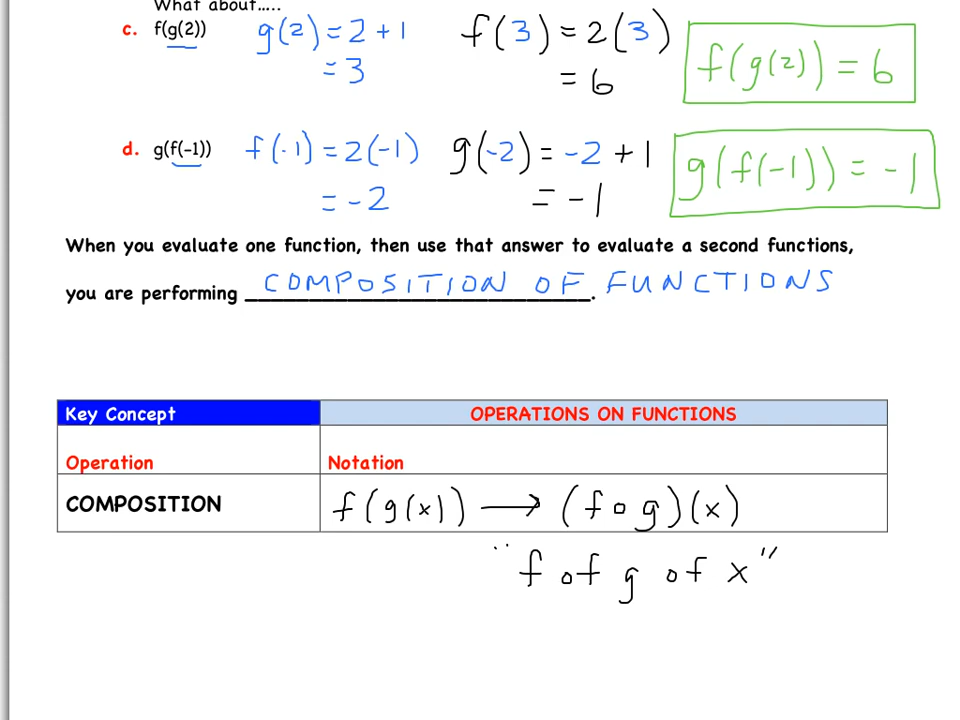 What about.....
c. f(g(2)) g(2) = 2 + 1 f(3) = 2(3) f(g(2)) = 6
= 3 = 6
d. g(f(-1)) f(-1) = 2(-1) g(-2) = -2 + 1 g(f(-1)) = -1
= -2 = -1
When you evaluate one function, then use that answer to evaluate a second functions,
you are performing COMPOSITION OF FUNCTIONS.
Key Concept OPERATIONS ON FUNCTIONS
Operation Notation
COMPOSITION f(g(x)) → (f o g)(x)
"f of g of x"